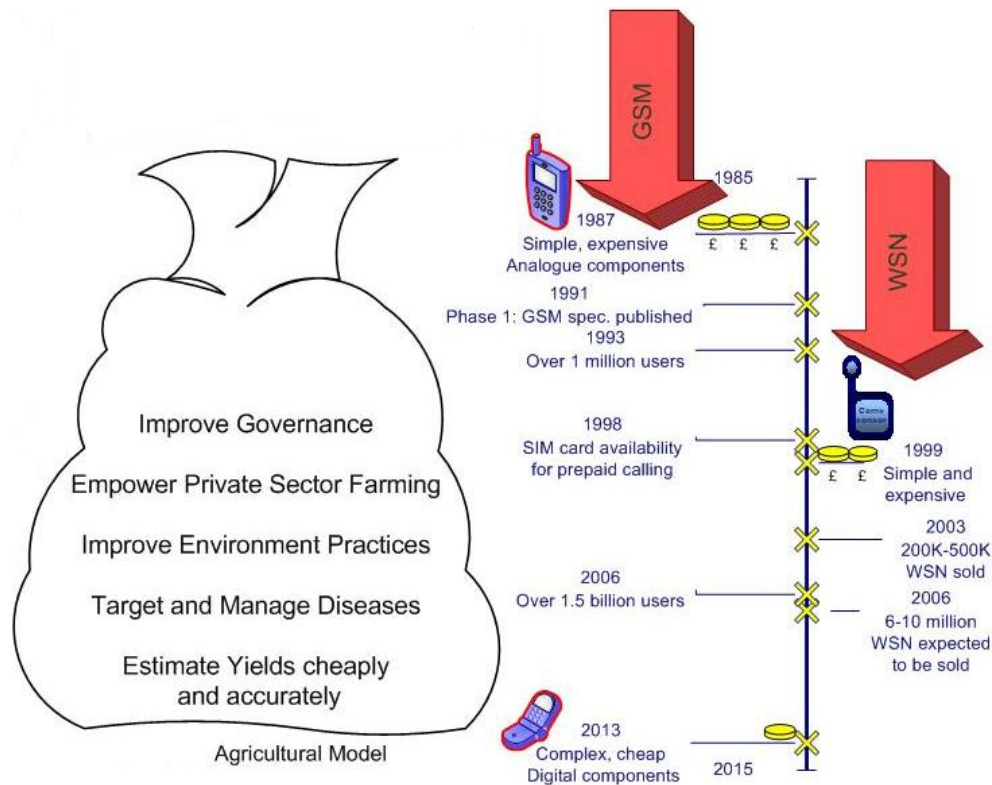 Improve Governance
Empower Private Sector Farming
Improve Environment Practices
Target and Manage Diseases
Estimate Yields cheaply
and accurately
Agricultural Model
GSM
1985
1987
Simple, expensive
Analogue components
£ £ £
1991
Phase 1: GSM spec. published
1993
Over 1 million users
1998
SIM card availability
for prepaid calling
2006
Over 1.5 billion users
2013
Complex, cheap
Digital components
2015
WSN
£ £
1999
Simple and
expensive
2003
200K-500K
WSN sold
2006
6-10 million
WSN expected
to be sold